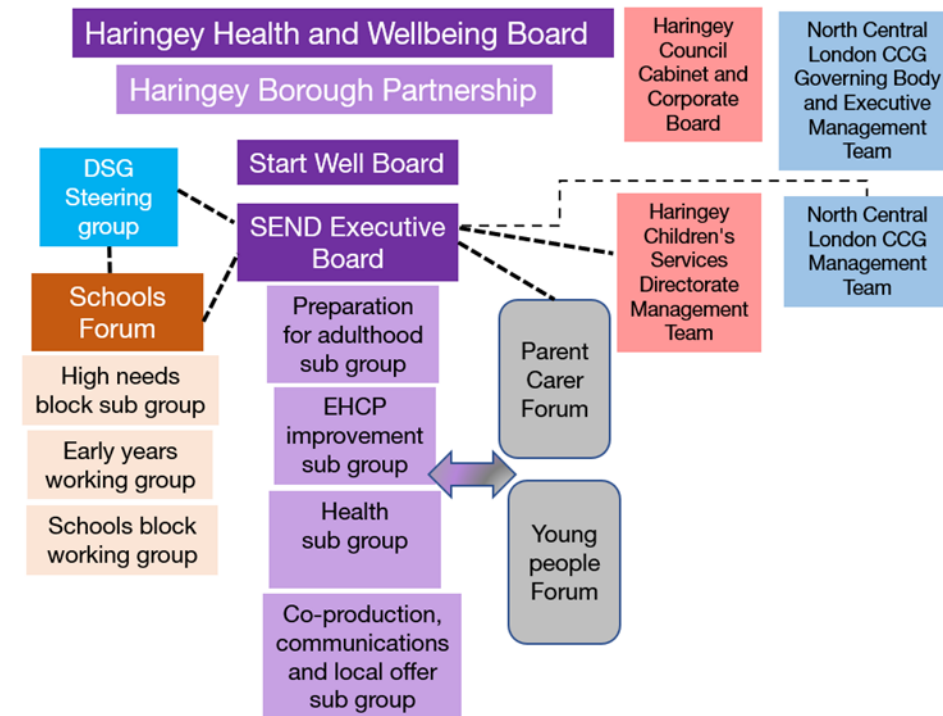 Haringey Health and Wellbeing Board
Haringey Borough Partnership
Haringey
Council
Cabinet and
Corporate
Board
North Central
London CCG
Governing Body
and Executive
Management
Team
DSG
Steering
group
Start Well Board
SEND Executive
Board
Haringey
Children's
Services
Directorate
Management
Team
North Central
London CCG
Management
Team
Schools
Forum
High needs
block sub group
Early years
working group
Schools block
working group
Preparation
for adulthood
sub group
EHCP
improvement
sub group
Health
sub group
Co-production,
communications
and local offer
sub group
Parent
Carer
Forum
Young
people
Forum